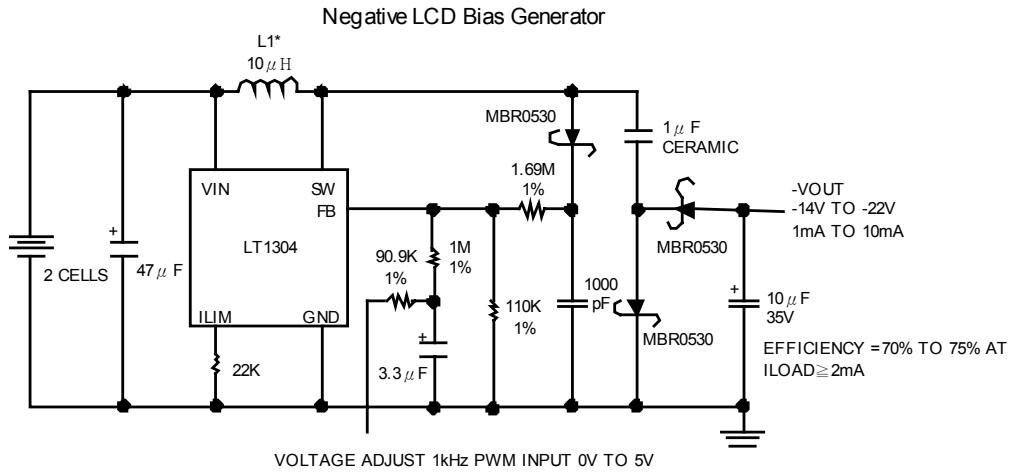 Negative LCD Bias Generator
L1*
10μH
MBR0530
1μF
CERAMIC
1.69M
1%
VIN
SW
FB
-VOUT
-14V TO -22V
1mA TO 10mA
LT1304
MBR0530
+
2 CELLS
47μF
90.9K
1%
1M
1%
1000
pF
110K
1%
+
10μF
35V
ILIM
GND
MBR0530
22K
+
3.3μF
EFFICIENCY =70% TO 75% AT
ILOAD≧2mA
VOLTAGE ADJUST 1kHz PWM INPUT 0V TO 5V